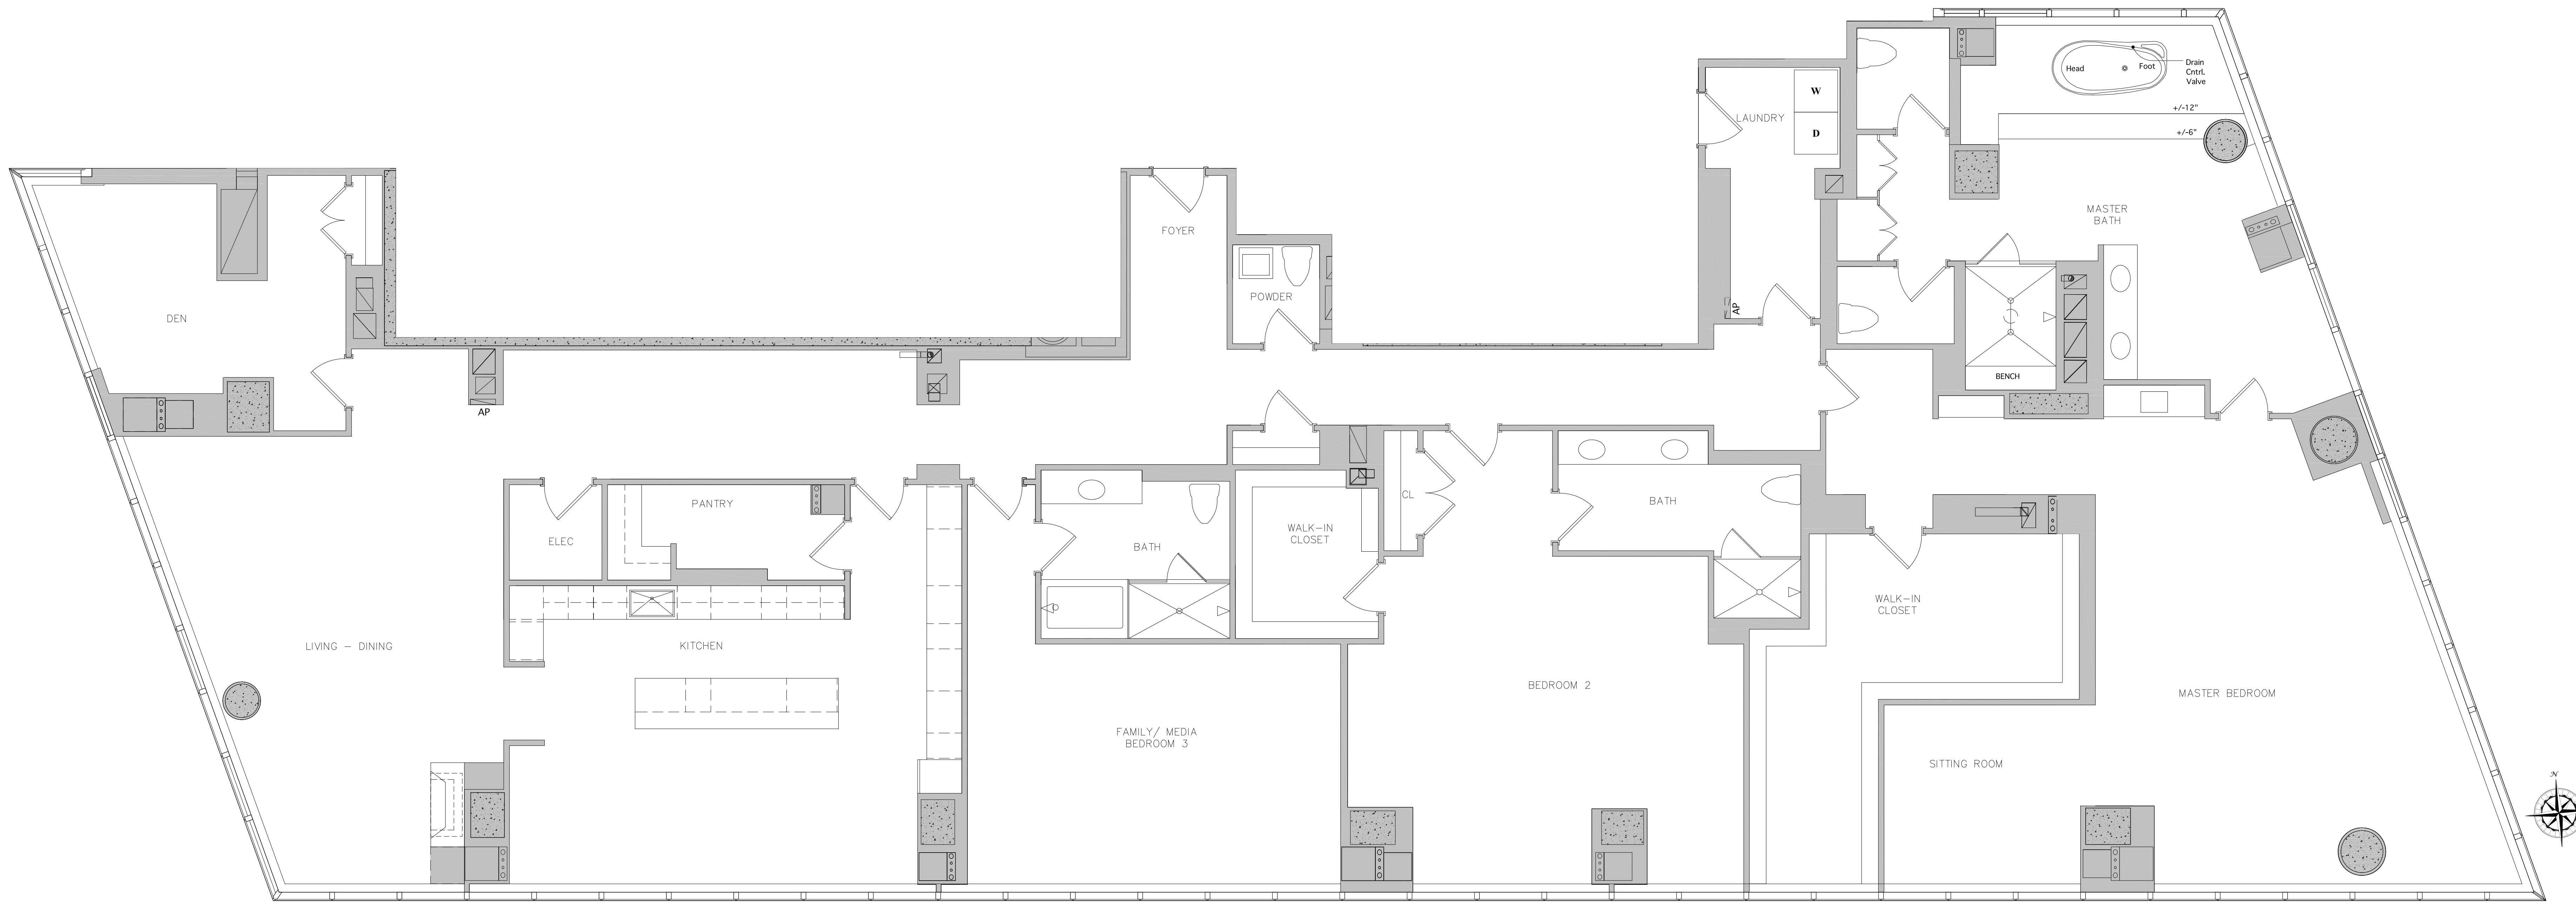 Head
Foot
Drain
Cntrl.
Valve
W
D
LAUNDRY
+/-12"
+/-6"
MASTER
BATH
FOYER
POWDER
AP
DEN
BENCH
AP
PANTRY
CL
BATH
ELEC
BATH
WALK-IN
CLOSET
WALK-IN
CLOSET
LIVING - DINING
KITCHEN
BEDROOM 2
MASTER BEDROOM
FAMILY/ MEDIA
BEDROOM 3
SITTING ROOM
N